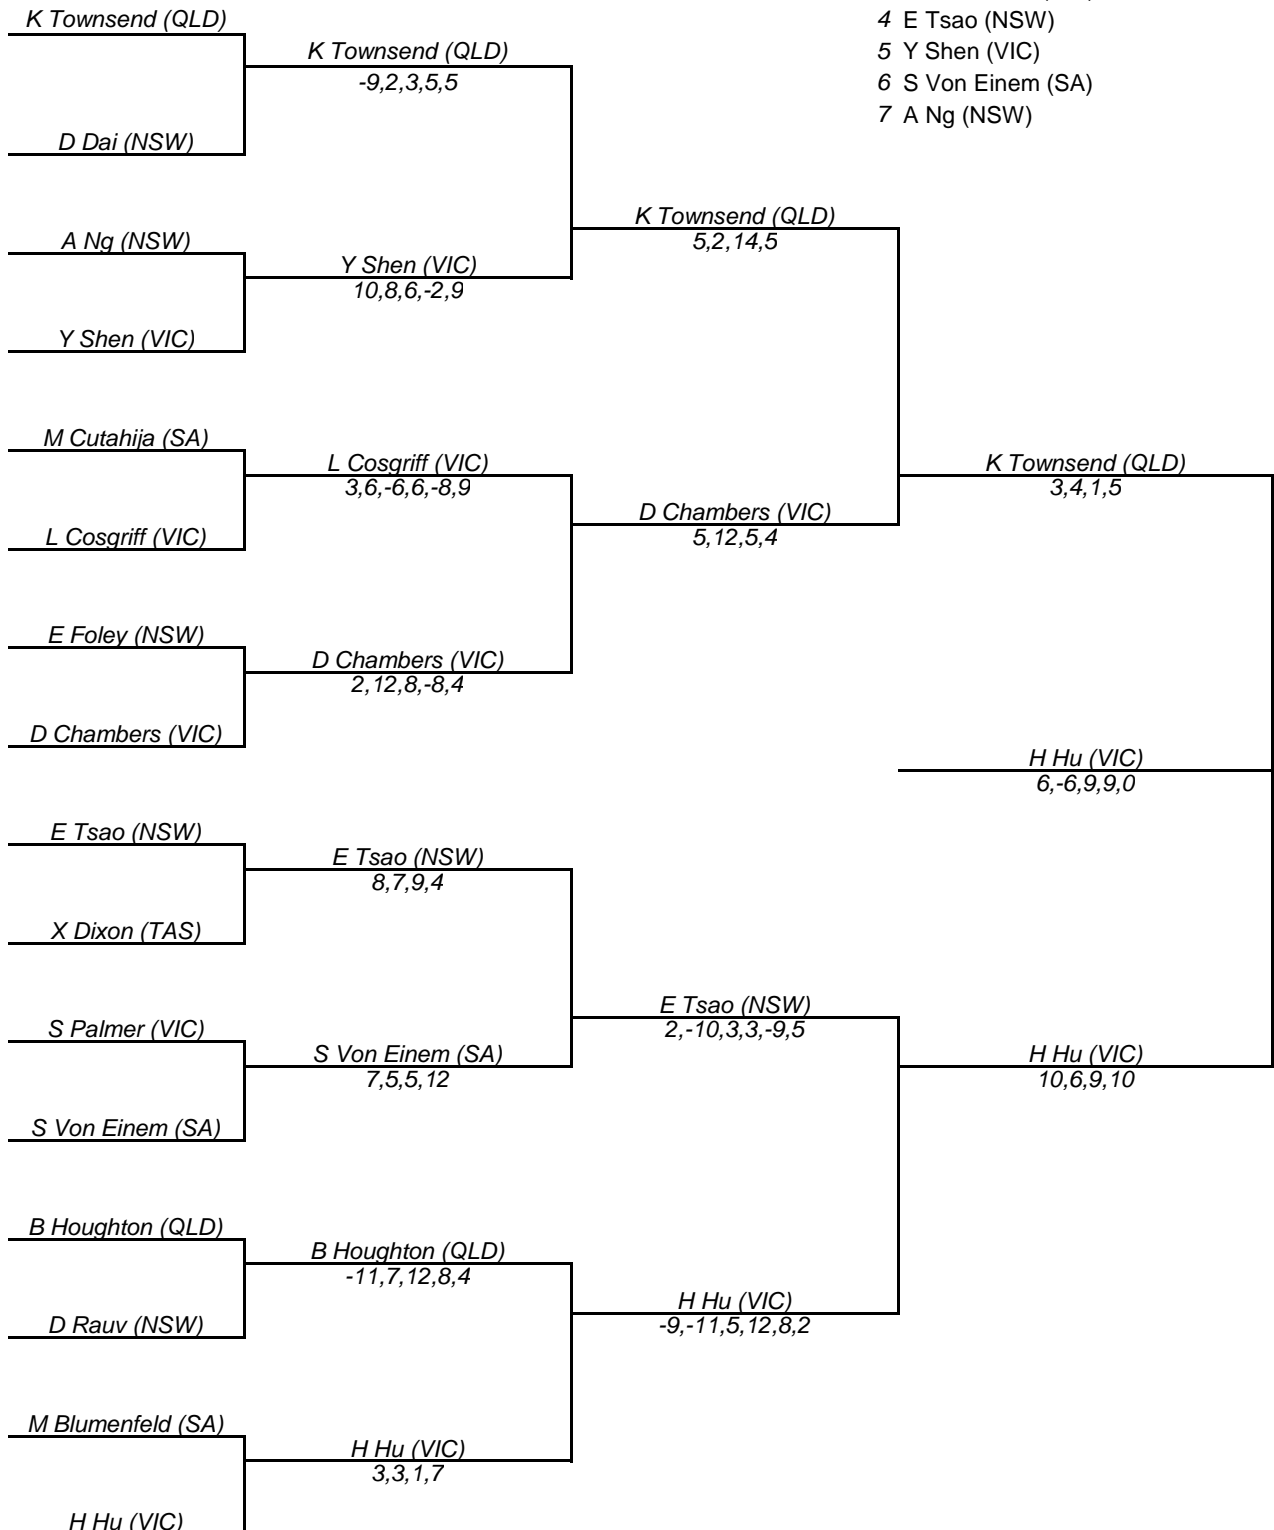 K Townsend (QLD)
4 E Tsao (NSW)
K Townsend (QLD)
5 Y Shen (VIC)
-9,2,3,5,5
6 S Von Einem (SA)
7 A Ng (NSW)
D Dai (NSW)
K Townsend (QLD)
A Ng (NSW)
5,2,14,5
Y Shen (VIC)
10,8,6,-2,9
Y Shen (VIC)
M Cutahija (SA)
L Cosgriff (VIC)
K Townsend (QLD)
3,6,-6,6,-8,9
3,4,1,5
D Chambers (VIC)
L Cosgriff (VIC)
5,12,5,4
E Foley (NSW)
D Chambers (VIC)
2,12,8,-8,4
D Chambers (VIC)
H Hu (VIC)
6,-6,9,9,0
E Tsao (NSW)
E Tsao (NSW)
8,7,9,4
X Dixon (TAS)
E Tsao (NSW)
S Palmer (VIC)
2,-10,3,3,-9,5
S Von Einem (SA)
H Hu (VIC)
7,5,5,12
10,6,9,10
S Von Einem (SA)
B Houghton (QLD)
B Houghton (QLD)
-11,7,12,8,4
H Hu (VIC)
D Rauv (NSW)
-9,-11,5,12,8,2
M Blumenfeld (SA)
H Hu (VIC)
3,3,1,7
H Hu (VIC)